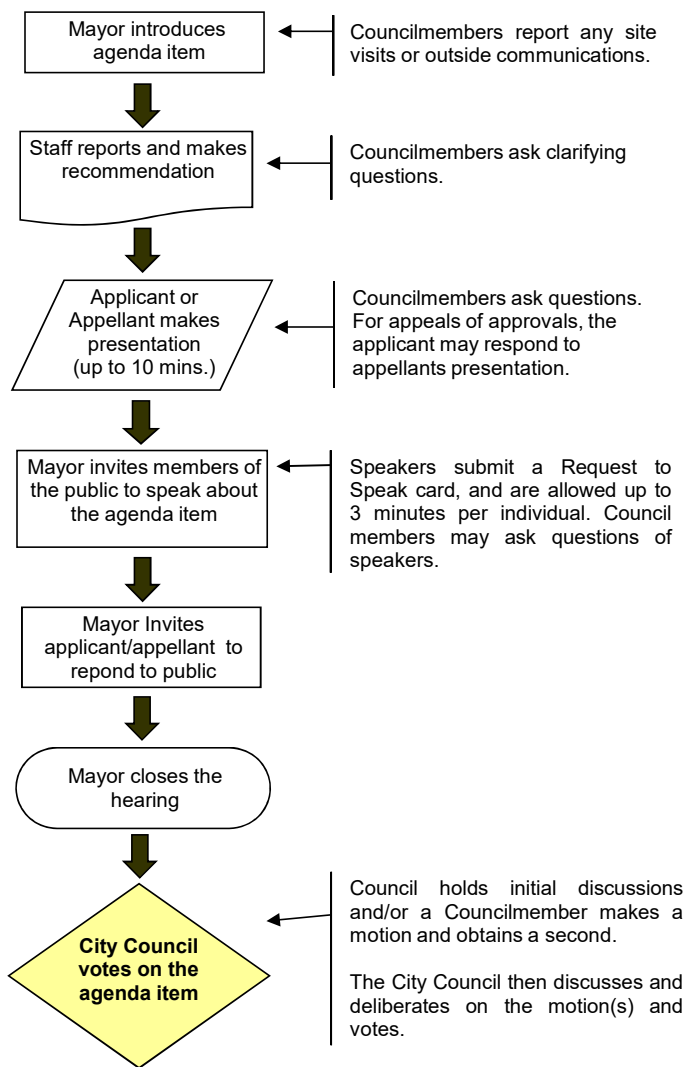 Mayor introduces
agenda item
Councilmembers report any site
visits or outside communications.
Staff reports and makes
recommendation
Councilmembers ask clarifying
questions.
Applicant or
Appellant makes
presentation
(up to 10 mins.)
Councilmembers ask questions.
For appeals of approvals, the
applicant may respond to
appellants presentation.
Mayor invites members of
the public to speak about
the agenda item
Speakers submit a Request to
Speak card, and are allowed up to
3 minutes per individual. Council
members may ask questions of
speakers.
Mayor Invites
applicant/appellant to
repond to public
Mayor closes the
hearing
City Council
votes on the
agenda item
Council holds initial discussions
and/or a Councilmember makes a
motion and obtains a second.
The City Council then discusses and
deliberates on the motion(s) and
votes.